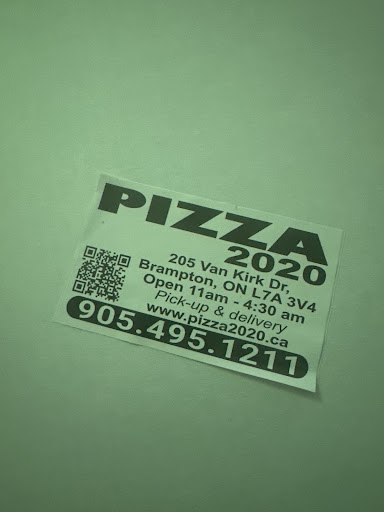 PIZZA
2020
205 Van Kirk Dr,
Brampton, ON L7A 3V4
Open 11am - 4:30 am
Pick-up & delivery
www.pizza2020.ca
905.495.1211